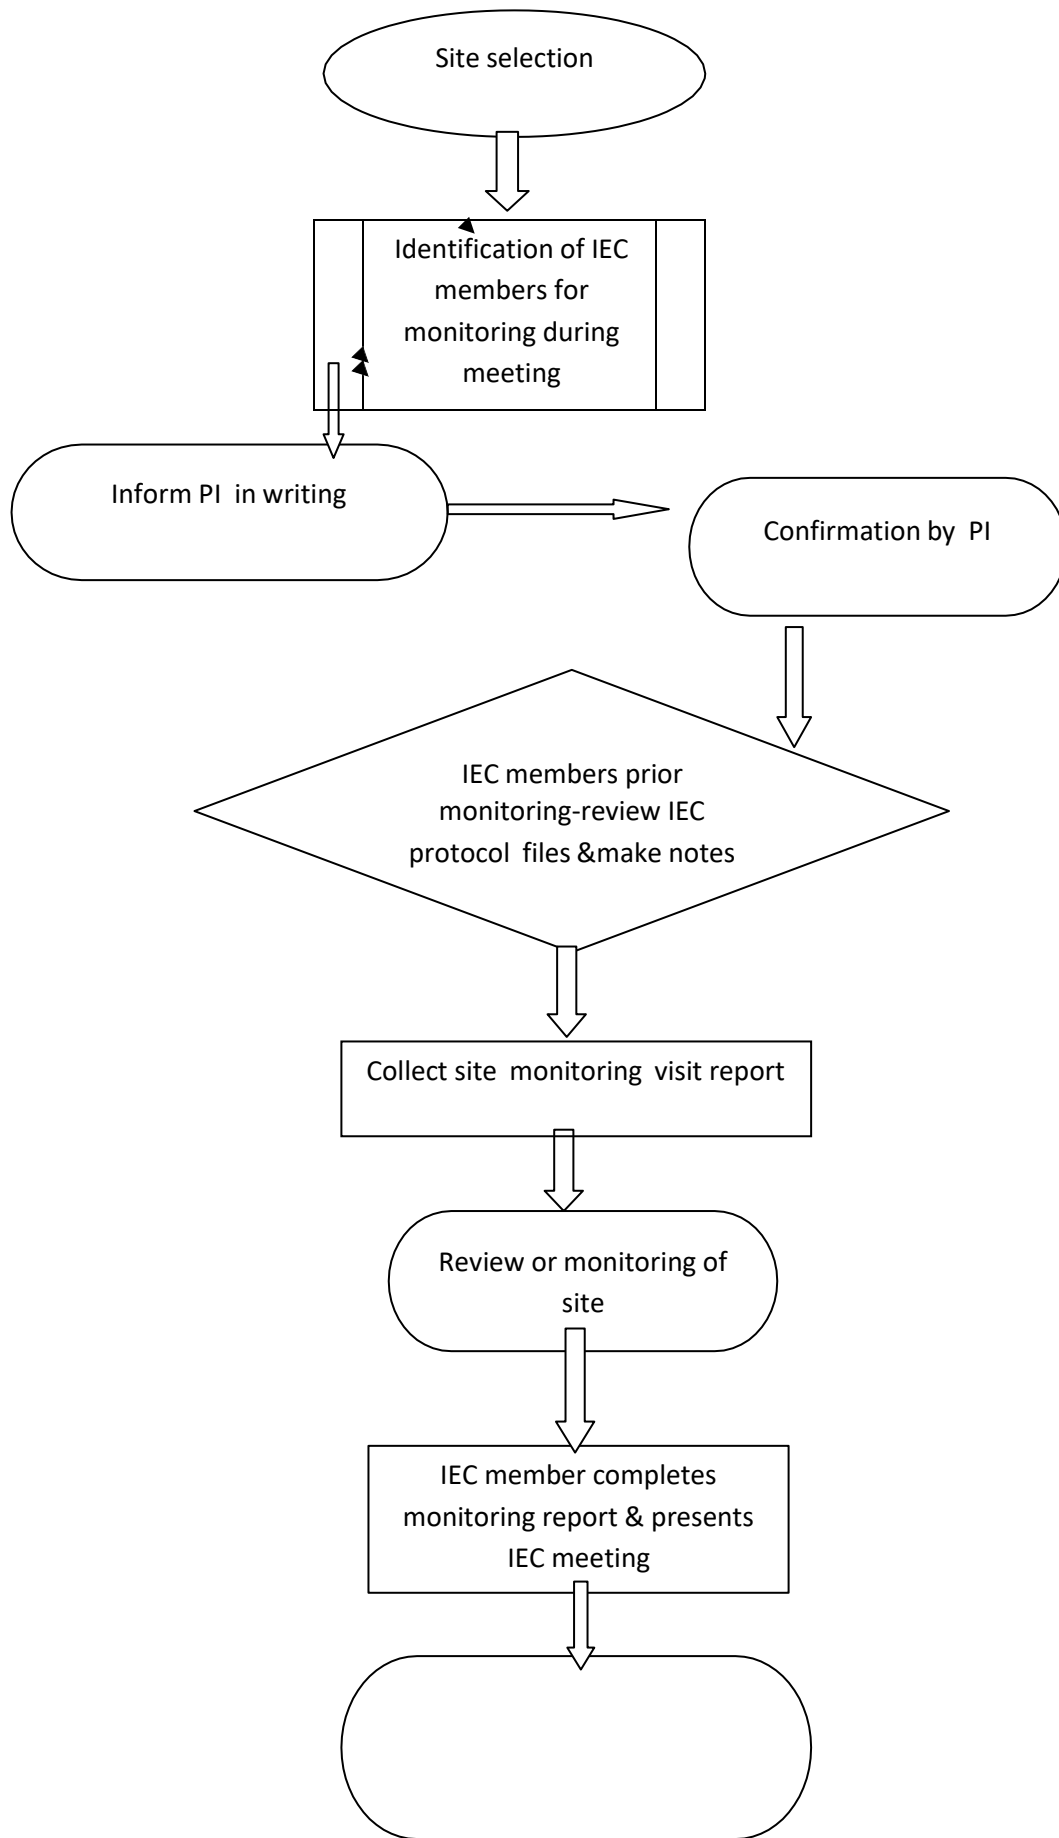 Site selection
Identification of IEC
members for
monitoring during
meeting
Inform PI in writing
Confirmation by PI
IEC members prior
monitoring-review IEC
protocol files &make notes
Collect site monitoring visit report
Review or monitoring of
site
IEC member completes
monitoring report & presents
IEC meeting